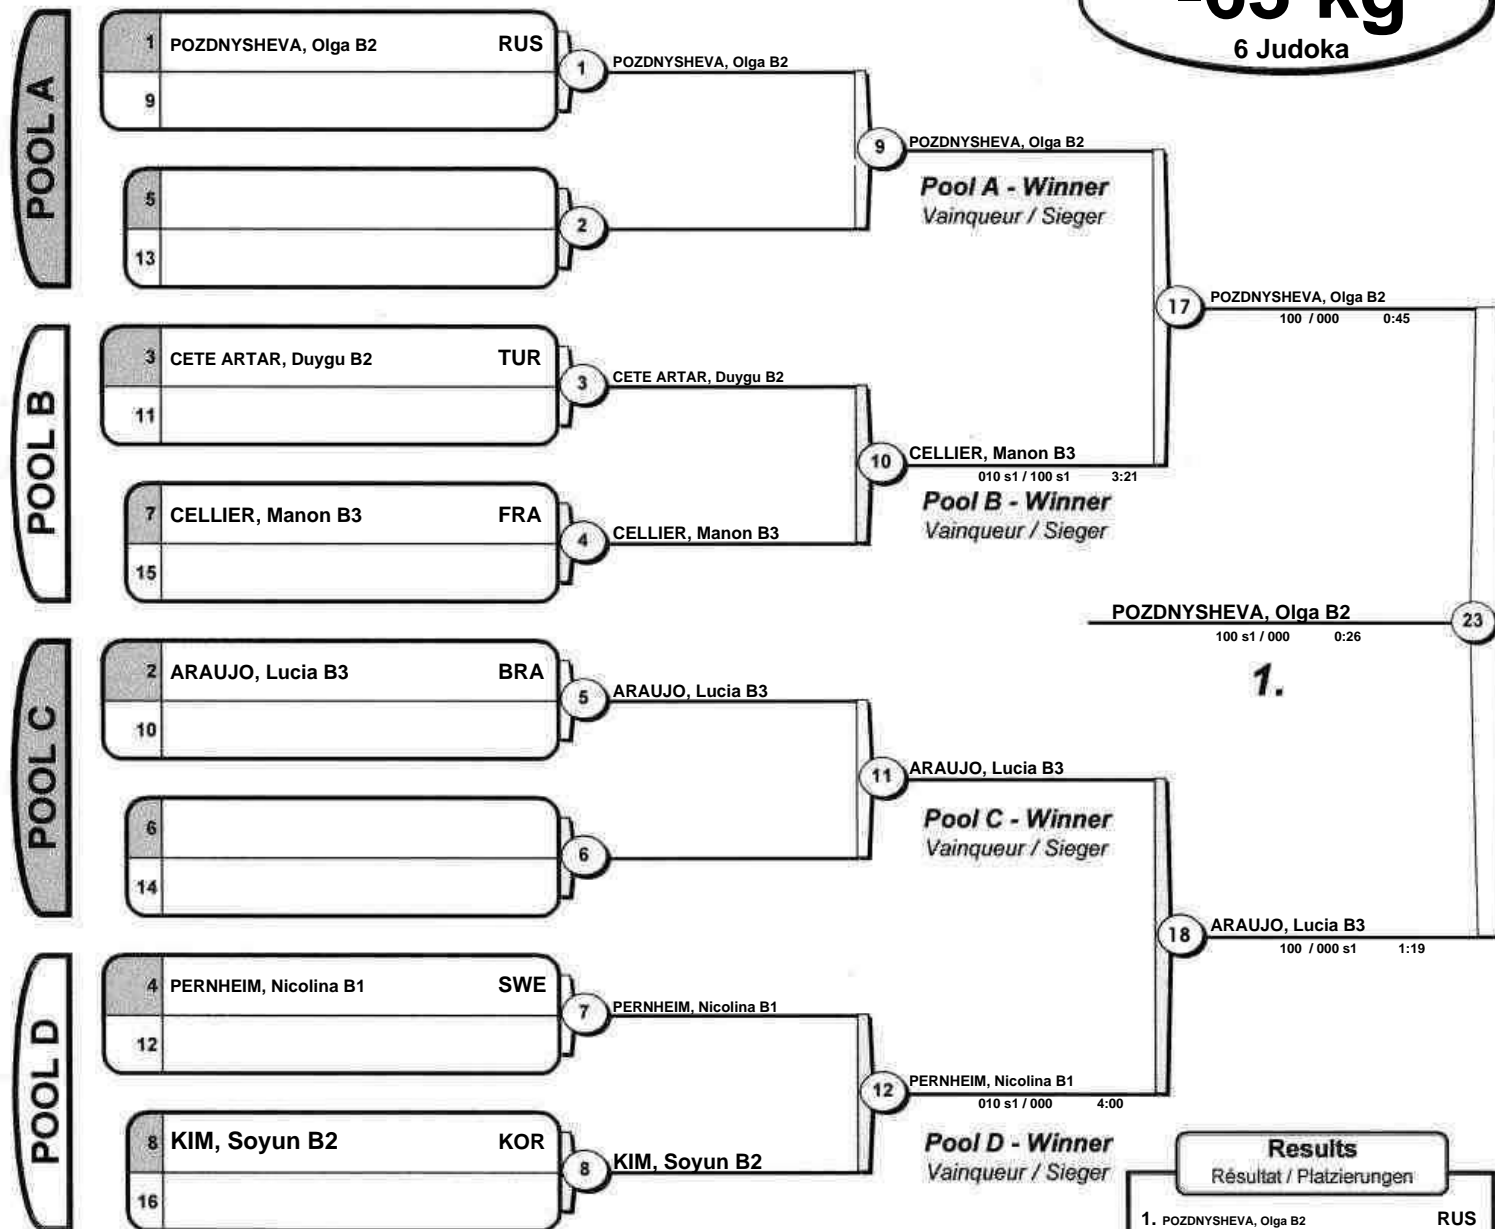 -63 kg
6 Judoka
POOL A
1 POZDNYSHEVA, Olga B2 RUS
9
1 POZDNYSHEVA, Olga B2
5
13
2
9 POZDNYSHEVA, Olga B2
Pool A - Winner
Vainqueur / Sieger
17 POZDNYSHEVA, Olga B2
100 / 000 0:45
POOL B
3 CETE ARTAR, Duygu B2 TUR
11
3 CETE ARTAR, Duygu B2
7 CELLIER, Manon B3 FRA
15
4 CELLIER, Manon B3
10 CELLIER, Manon B3
010 s1 / 100 s1 3:21
Pool B - Winner
Vainqueur / Sieger
POZDNYSHEVA, Olga B2 23
100 s1 / 000 0:26
1.
POOL C
2 ARAUJO, Lucia B3 BRA
10
5 ARAUJO, Lucia B3
6
14
6
11 ARAUJO, Lucia B3
Pool C - Winner
Vainqueur / Sieger
18 ARAUJO, Lucia B3
100 / 000 s1 1:19
POOL D
4 PERNHEIM, Nicolina B1 SWE
12
7 PERNHEIM, Nicolina B1
8 KIM, Soyun B2 KOR
16
8 KIM, Soyun B2
12 PERNHEIM, Nicolina B1
010 s1 / 000 4:00
Pool D - Winner
Vainqueur / Sieger
Results
Résultat / Platzierungen
1. POZDNYSHEVA, Olga B2 RUS